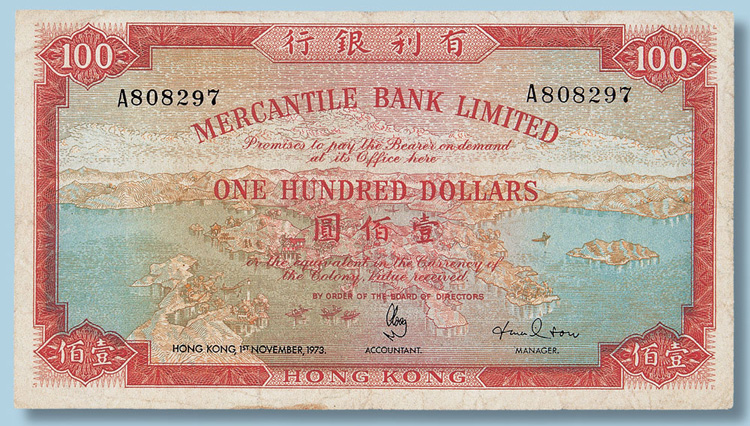 100 行銀利有 100
A808297 A808297
MERCANTILE BANK LIMITED
Promises to pay the Bearer on demand
at its Office here
ONE HUNDRED DOLLARS
圓佰壹
or the equivalent in the Currency of
the Colony, Value received.
BY ORDER OF THE BOARD OF DIRECTORS
HONG KONG, 1ST NOVEMBER, 1973. ACCOUNTANT. MANAGER.
佰壹 HONG KONG 佰壹